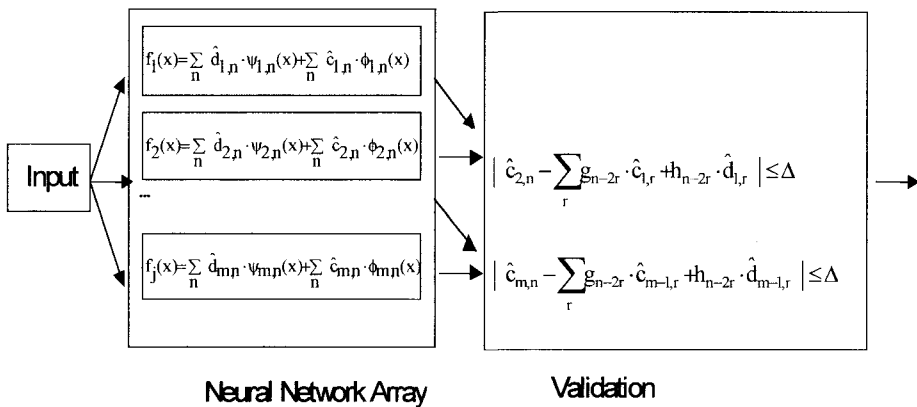 Input
f₁(x)=∑ₙ d̂₁,ₙ·ψ₁,ₙ(x)+∑ₙ ĉ₁,ₙ·ϕ₁,ₙ(x)
f₂(x)=∑ₙ d̂₂,ₙ·ψ₂,ₙ(x)+∑ₙ ĉ₂,ₙ·ϕ₂,ₙ(x)
...
fⱼ(x)=∑ₙ d̂ₘ,ₙ·ψₘ,ₙ(x)+∑ₙ ĉₘ,ₙ·ϕₘ,ₙ(x)
| ĉ₂,ₙ − ∑ᵣ gₙ₋₂ᵣ·ĉ₁,ᵣ + hₙ₋₂ᵣ·d̂₁,ᵣ | ≤ Δ
| ĉₘ,ₙ − ∑ᵣ gₙ₋₂ᵣ·ĉₘ₋₁,ᵣ + hₙ₋₂ᵣ·d̂ₘ₋₁,ᵣ | ≤ Δ
Neural Network Array
Validation